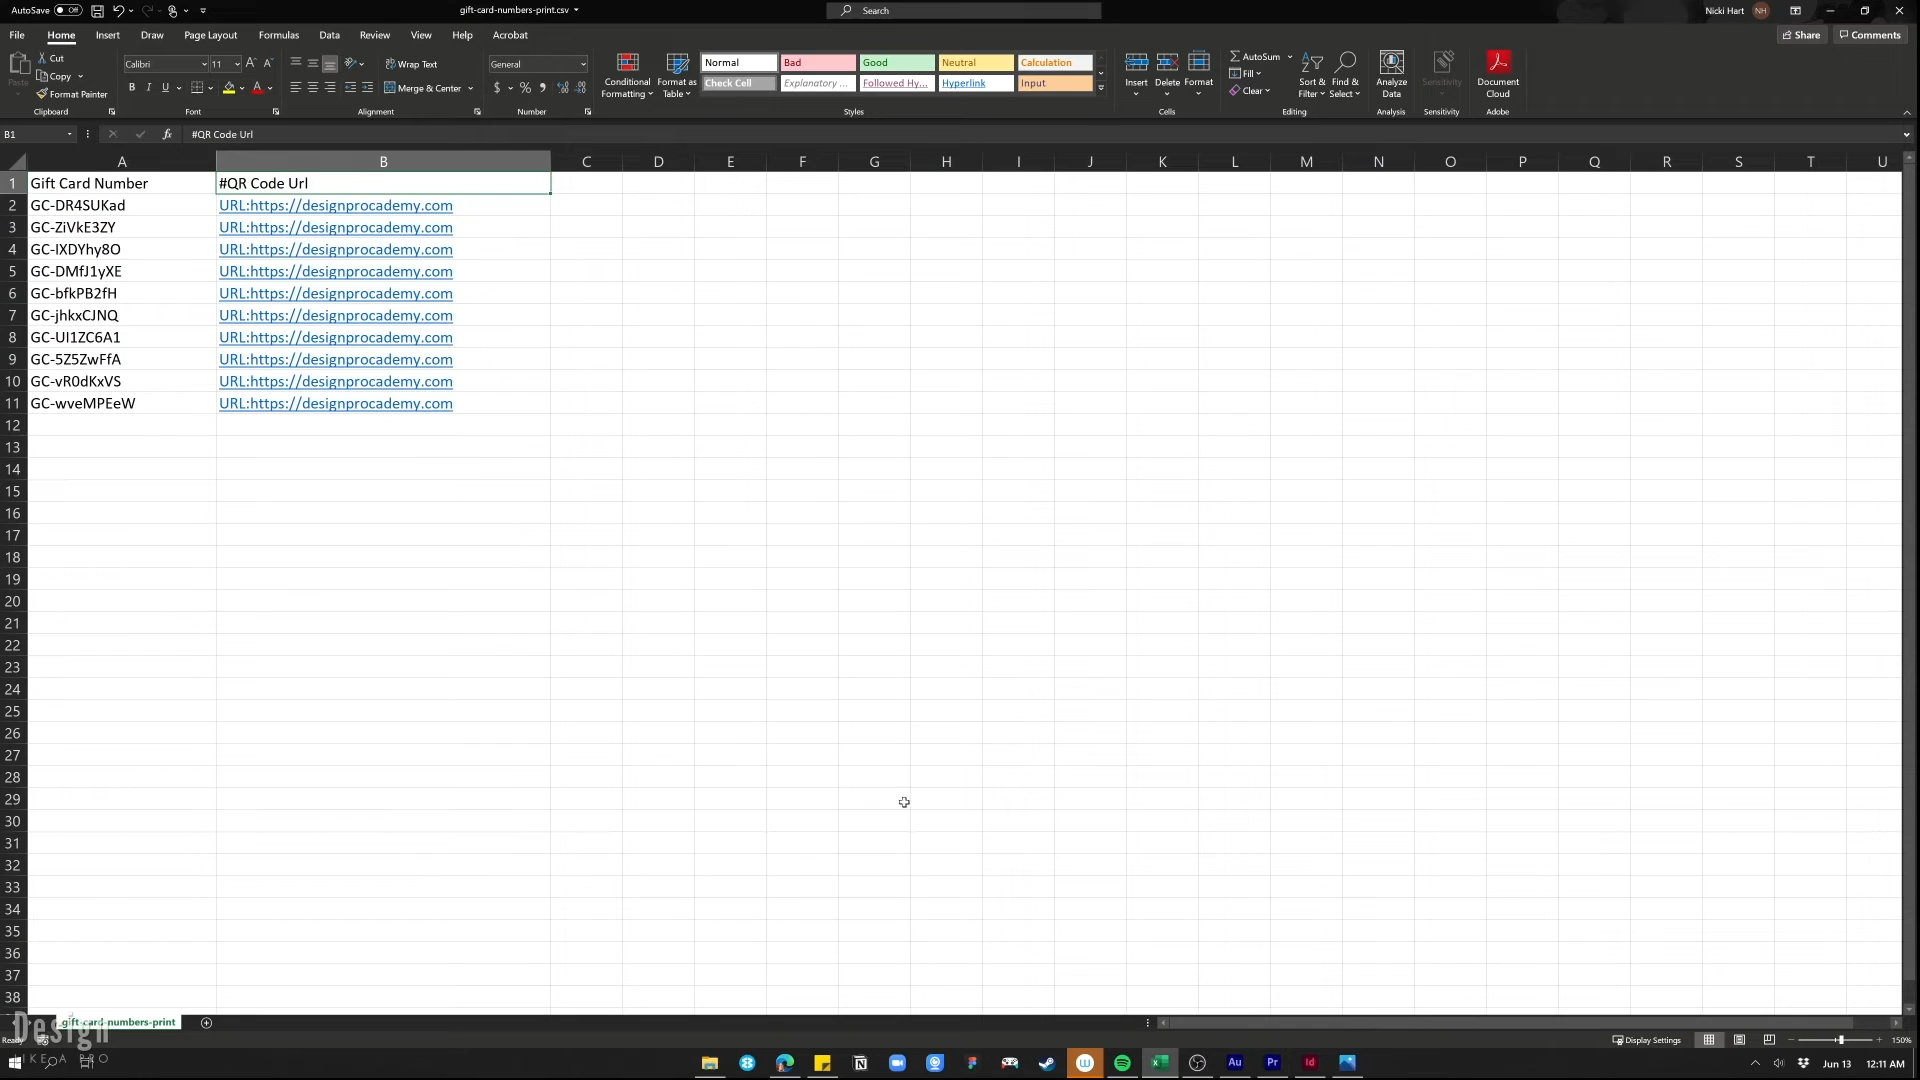 AutoSave Off
gift-card-numbers-print.csv
Search
Nicki Hart NH
File Home Insert Draw Page Layout Formulas Data Review View Help Acrobat
Share Comments
Paste
Cut
Copy
Format Painter
Clipboard
Calibri 11
B I U
Font
Wrap Text
Merge & Center
Alignment
General
$ %
Number
Conditional Formatting
Format as Table
Normal Bad Good Neutral Calculation
Check Cell Explanatory ... Followed Hy... Hyperlink Input
Styles
Insert Delete Format
Cells
AutoSum
Fill
Clear
Sort & Filter
Find & Select
Editing
Analyze Data
Analysis
Sensitivity
Sensitivity
Document Cloud
Adobe
B1 fx #QR Code Url
A B C D E F G H I J K L M N O P Q R S T U
1 Gift Card Number #QR Code Url
2 GC-DR4SUKad URL:https://designprocademy.com
3 GC-ZiVkE3ZY URL:https://designprocademy.com
4 GC-IXDYhy8O URL:https://designprocademy.com
5 GC-DMfJ1yXE URL:https://designprocademy.com
6 GC-bfkPB2fH URL:https://designprocademy.com
7 GC-jhkxCJNQ URL:https://designprocademy.com
8 GC-UI1ZC6A1 URL:https://designprocademy.com
9 GC-5Z5ZwFfA URL:https://designprocademy.com
10 GC-vR0dKxVS URL:https://designprocademy.com
11 GC-wveMPEeW URL:https://designprocademy.com
12
13
14
15
16
17
18
19
20
21
22
23
24
25
26
27
28
29
30
31
32
33
34
35
36
37
38
gift-card-numbers-print
Design
LIKE A PRO
Ready
Display Settings
150%
Au Pr Id
Jun 13 12:11 AM